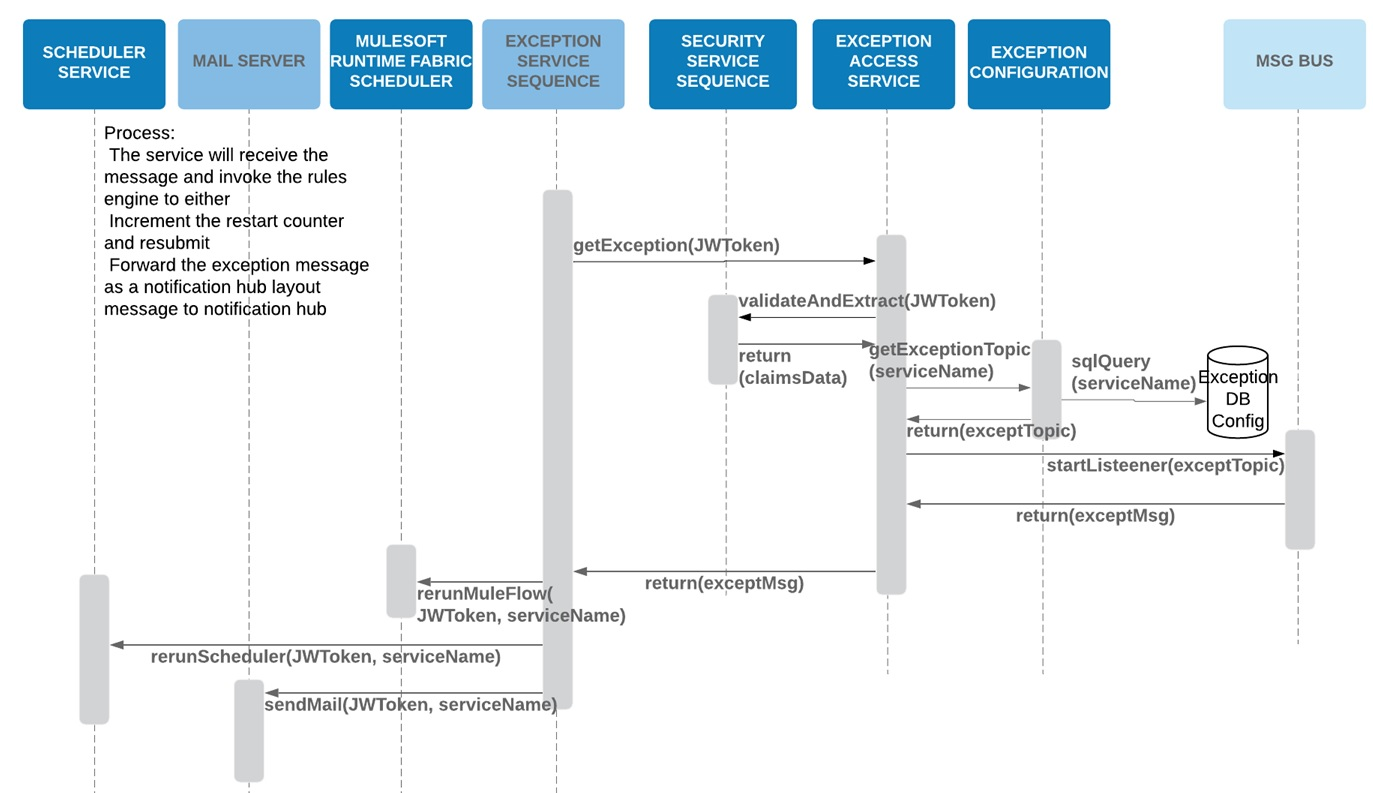 SCHEDULER
SERVICE
MAIL SERVER
MULESOFT
RUNTIME FABRIC
SCHEDULER
EXCEPTION
SERVICE
SEQUENCE
SECURITY
SERVICE
SEQUENCE
EXCEPTION
ACCESS
SERVICE
EXCEPTION
CONFIGURATION
MSG BUS
Process:
The service will receive the
message and invoke the rules
engine to either
Increment the restart counter
and resubmit
Forward the exception message
as a notification hub layout
message to notification hub
getException(JWToken)
validateAndExtract(JWToken)
return
(claimsData)
getExceptionTopic
(serviceName)
sqlQuery
(serviceName)
Exception
DB
Config
return(exceptTopic)
startListeener(exceptTopic)
return(exceptMsg)
return(exceptMsg)
rerunMuleFlow(
JWToken, serviceName)
rerunScheduler(JWToken, serviceName)
sendMail(JWToken, serviceName)